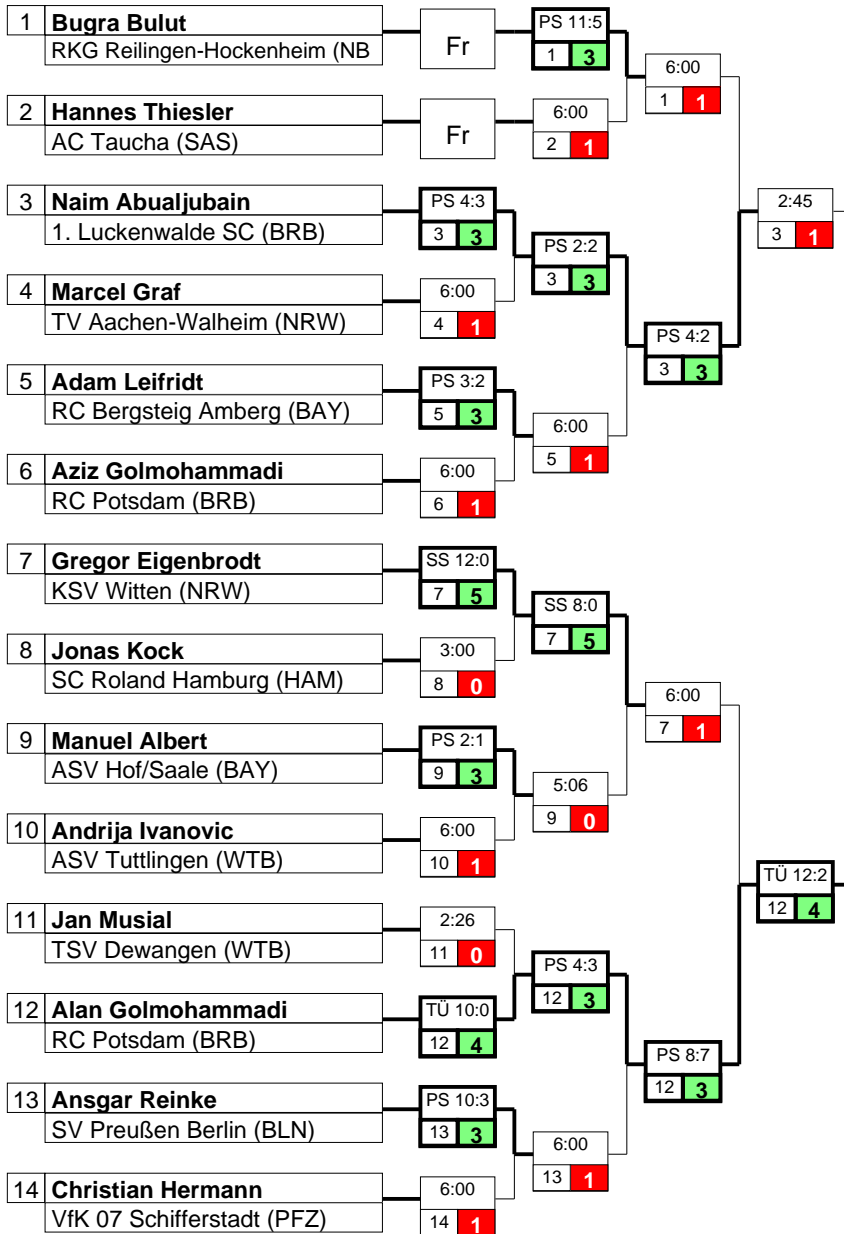 1 Bugra Bulut
RKG Reilingen-Hockenheim (NB
Fr
PS 11:5
1 3
6:00
1 1
2 Hannes Thiesler
AC Taucha (SAS)
Fr
6:00
2 1
3 Naim Abualjubain
1. Luckenwalde SC (BRB)
PS 4:3
3 3
PS 2:2
3 3
2:45
3 1
4 Marcel Graf
TV Aachen-Walheim (NRW)
6:00
4 1
PS 4:2
3 3
5 Adam Leifridt
RC Bergsteig Amberg (BAY)
PS 3:2
5 3
6:00
5 1
6 Aziz Golmohammadi
RC Potsdam (BRB)
6:00
6 1
7 Gregor Eigenbrodt
KSV Witten (NRW)
SS 12:0
7 5
SS 8:0
7 5
8 Jonas Kock
SC Roland Hamburg (HAM)
3:00
8 0
6:00
7 1
9 Manuel Albert
ASV Hof/Saale (BAY)
PS 2:1
9 3
5:06
9 0
10 Andrija Ivanovic
ASV Tuttlingen (WTB)
6:00
10 1
TÜ 12:2
12 4
11 Jan Musial
TSV Dewangen (WTB)
2:26
11 0
PS 4:3
12 3
12 Alan Golmohammadi
RC Potsdam (BRB)
TÜ 10:0
12 4
PS 8:7
12 3
13 Ansgar Reinke
SV Preußen Berlin (BLN)
PS 10:3
13 3
6:00
13 1
14 Christian Hermann
VfK 07 Schifferstadt (PFZ)
6:00
14 1